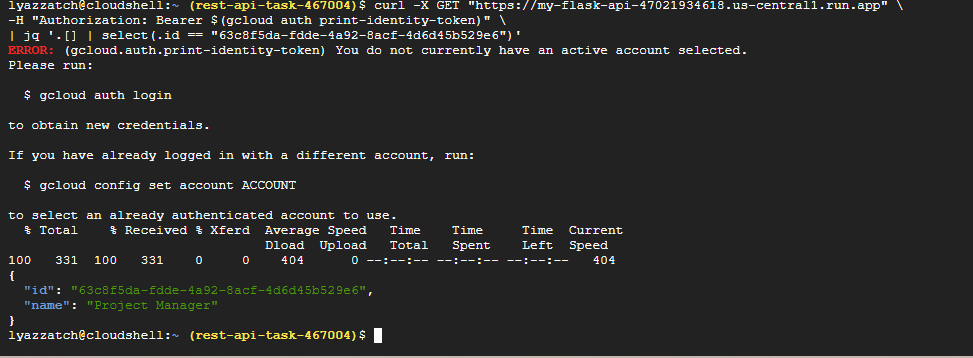 lyazzatch@cloudshell:~ (rest-api-task-467004)$ curl -X GET "https://my-flask-api-47021934618.us-central1.run.app" \
-H "Authorization: Bearer $(gcloud auth print-identity-token)" \
| jq '.[] | select(.id == "63c8f5da-fdde-4a92-8acf-4d6d45b529e6")'
ERROR: (gcloud.auth.print-identity-token) You do not currently have an active account selected.
Please run:
$ gcloud auth login
to obtain new credentials.
If you have already logged in with a different account, run:
$ gcloud config set account ACCOUNT
to select an already authenticated account to use.
% Total % Received % Xferd Average Speed Time Time Time Current
Dload Upload Total Spent Left Speed
100 331 100 331 0 0 404 0 --:--:-- --:--:-- --:--:-- 404
{
"id": "63c8f5da-fdde-4a92-8acf-4d6d45b529e6",
"name": "Project Manager"
}
lyazzatch@cloudshell:~ (rest-api-task-467004)$